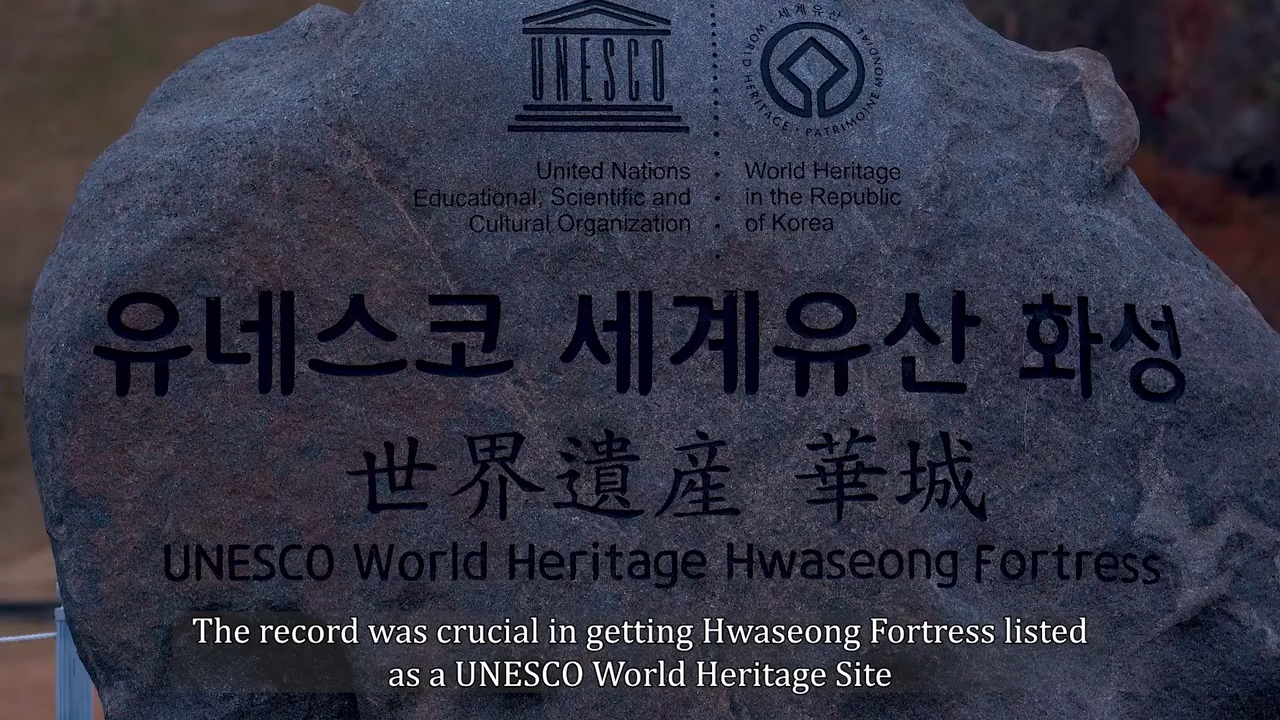 UNESCO
세계유산
WORLD HERITAGE • PATRIMOINE MONDIAL
United Nations
Educational, Scientific and
Cultural Organization
World Heritage
in the Republic
of Korea
유네스코 세계유산 화성
世界遺産 華城
UNESCO World Heritage Hwaseong Fortress
The record was crucial in getting Hwaseong Fortress listed
as a UNESCO World Heritage Site